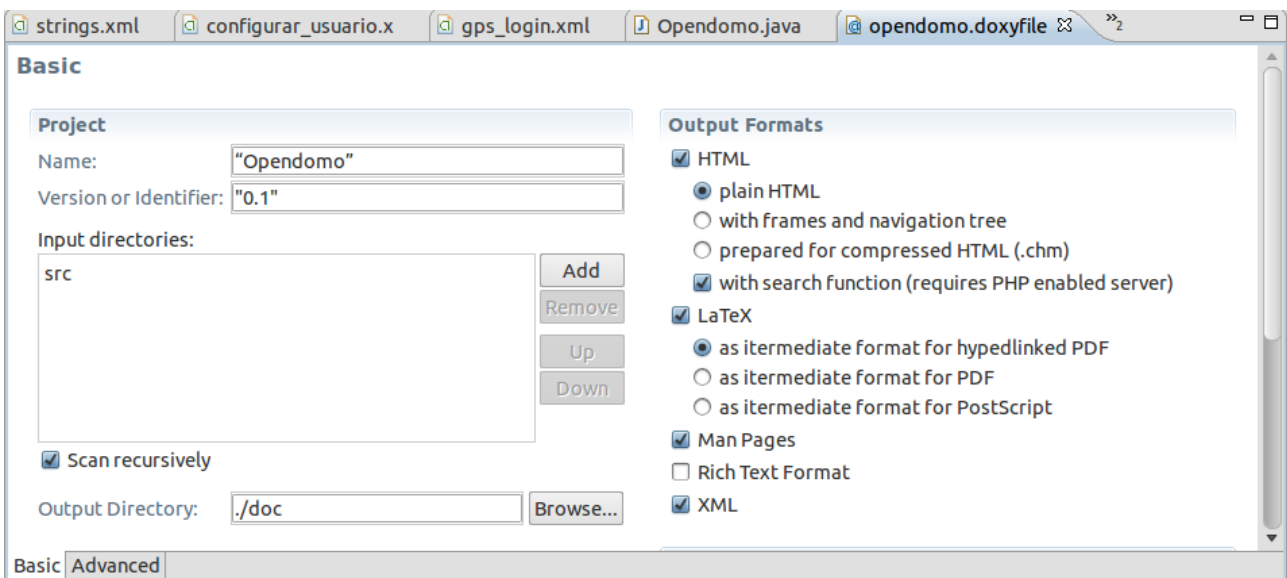 strings.xml configurar_usuario.x gps_login.xml Opendomo.java opendomo.doxyfile »2
Basic
Project
Name: “Opendomo”
Version or Identifier: "0.1"
Input directories:
src
Add
Remove
Up
Down
Scan recursively
Output Directory: ./doc Browse...
Output Formats
HTML
plain HTML
with frames and navigation tree
prepared for compressed HTML (.chm)
with search function (requires PHP enabled server)
LaTeX
as itermediate format for hypedlinked PDF
as itermediate format for PDF
as itermediate format for PostScript
Man Pages
Rich Text Format
XML
Basic Advanced